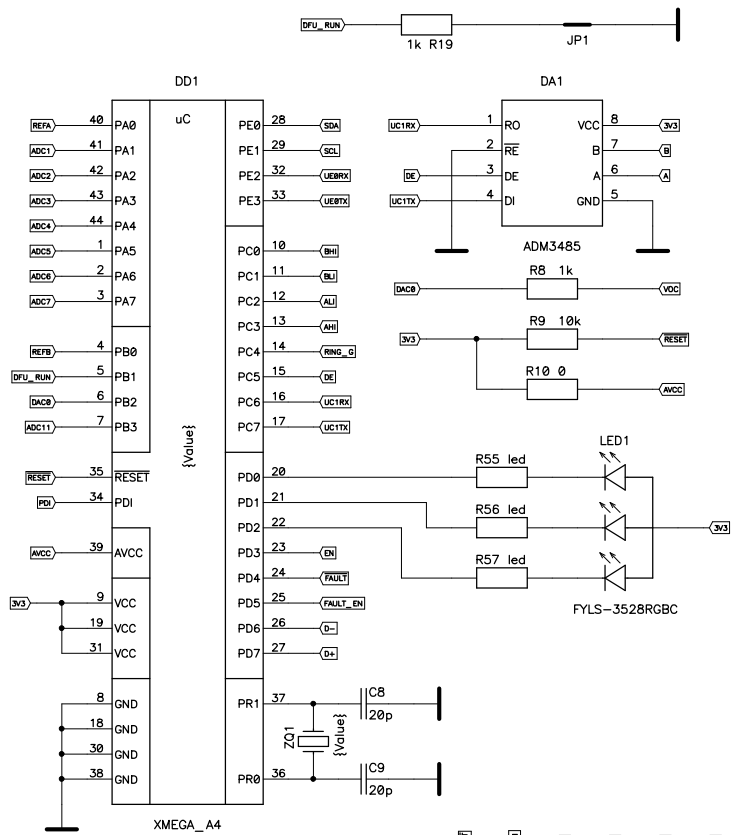 DFU_RUN
1k R19
JP1
DD1
uC
REFA 40 PA0
ADC1 41 PA1
ADC2 42 PA2
ADC3 43 PA3
ADC4 44 PA4
ADC5 1 PA5
ADC6 2 PA6
ADC7 3 PA7
REFB 4 PB0
DFU_RUN 5 PB1
DAC0 6 PB2
ADC11 7 PB3
RESET 35 RESET
PDI 34 PDI
AVCC 39 AVCC
3V3 9 VCC
19 VCC
31 VCC
8 GND
18 GND
30 GND
38 GND
{Value}
PE0 28 SDA
PE1 29 SCL
PE2 32 UE0RX
PE3 33 UE0TX
PC0 10 BHI
PC1 11 BLI
PC2 12 ALI
PC3 13 AHI
PC4 14 RING_G
PC5 15 DE
PC6 16 UC1RX
PC7 17 UC1TX
PD0 20
PD1 21
PD2 22
PD3 23 EN
PD4 24 FAULT
PD5 25 FAULT_EN
PD6 26 D-
PD7 27 D+
PR1 37
PR0 36
XMEGA_A4
ZQ1
{Value}
C8
20p
C9
20p
DA1
UC1RX 1 RO
2 RE
DE 3 DE
UC1TX 4 DI
VCC 8 3V3
B 7 B
A 6 A
GND 5
ADM3485
DAC0 R8 1k VOC
3V3 R9 10k RESET
R10 0 AVCC
LED1
R55 led
R56 led
R57 led
3V3
FYLS-3528RGBC